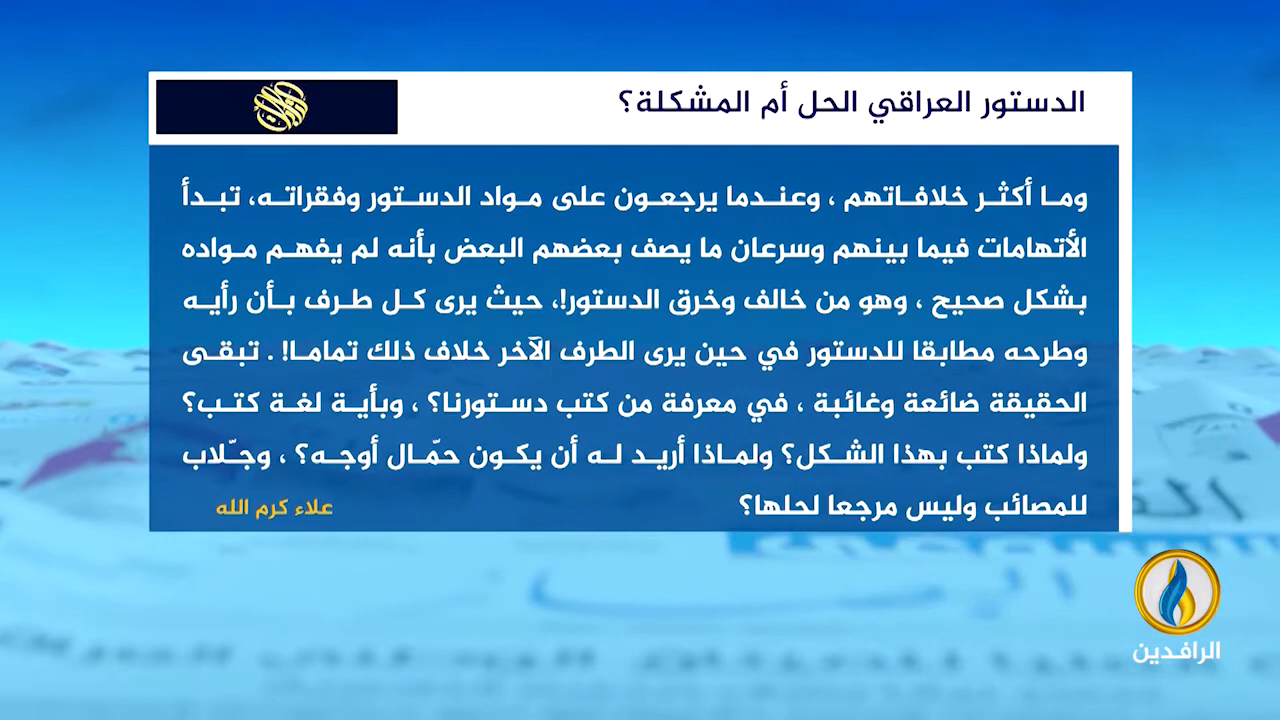 الدستور العراقي الحل أم المشكلة؟
وما أكثر خلافاتهم ، وعندما يرجعون على مواد الدستور وفقراته، تبدأ
الأتهامات فيما بينهم وسرعان ما يصف بعضهم البعض بأنه لم يفهم مواده
بشكل صحيح ، وهو من خالف وخرق الدستور!، حيث يرى كل طرف بأن رأيه
وطرحه مطابقا للدستور في حين يرى الطرف الآخر خلاف ذلك تماما! . تبقى
الحقيقة ضائعة وغائبة ، في معرفة من كتب دستورنا؟ ، وبأية لغة كتب؟
ولماذا كتب بهذا الشكل؟ ولماذا أريد له أن يكون حمّال أوجه؟ ، وجّلاب
للمصائب وليس مرجعا لحلها؟
علاء كرم الله
الرافدين